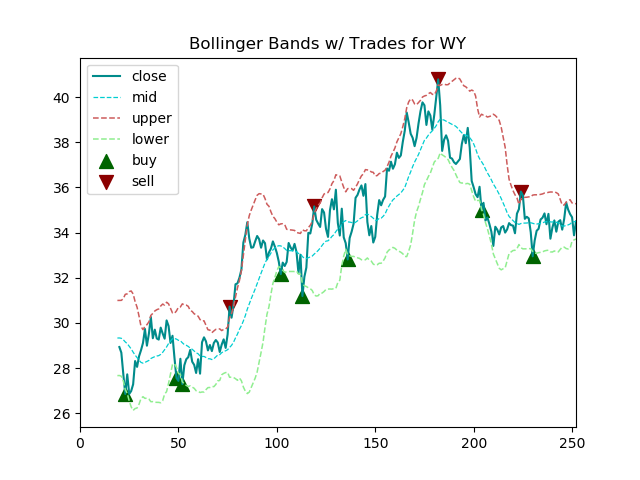 Bollinger Bands w/ Trades for WY
close
mid
upper
lower
buy
sell
40
38
36
34
32
30
28
26
0 50 100 150 200 250